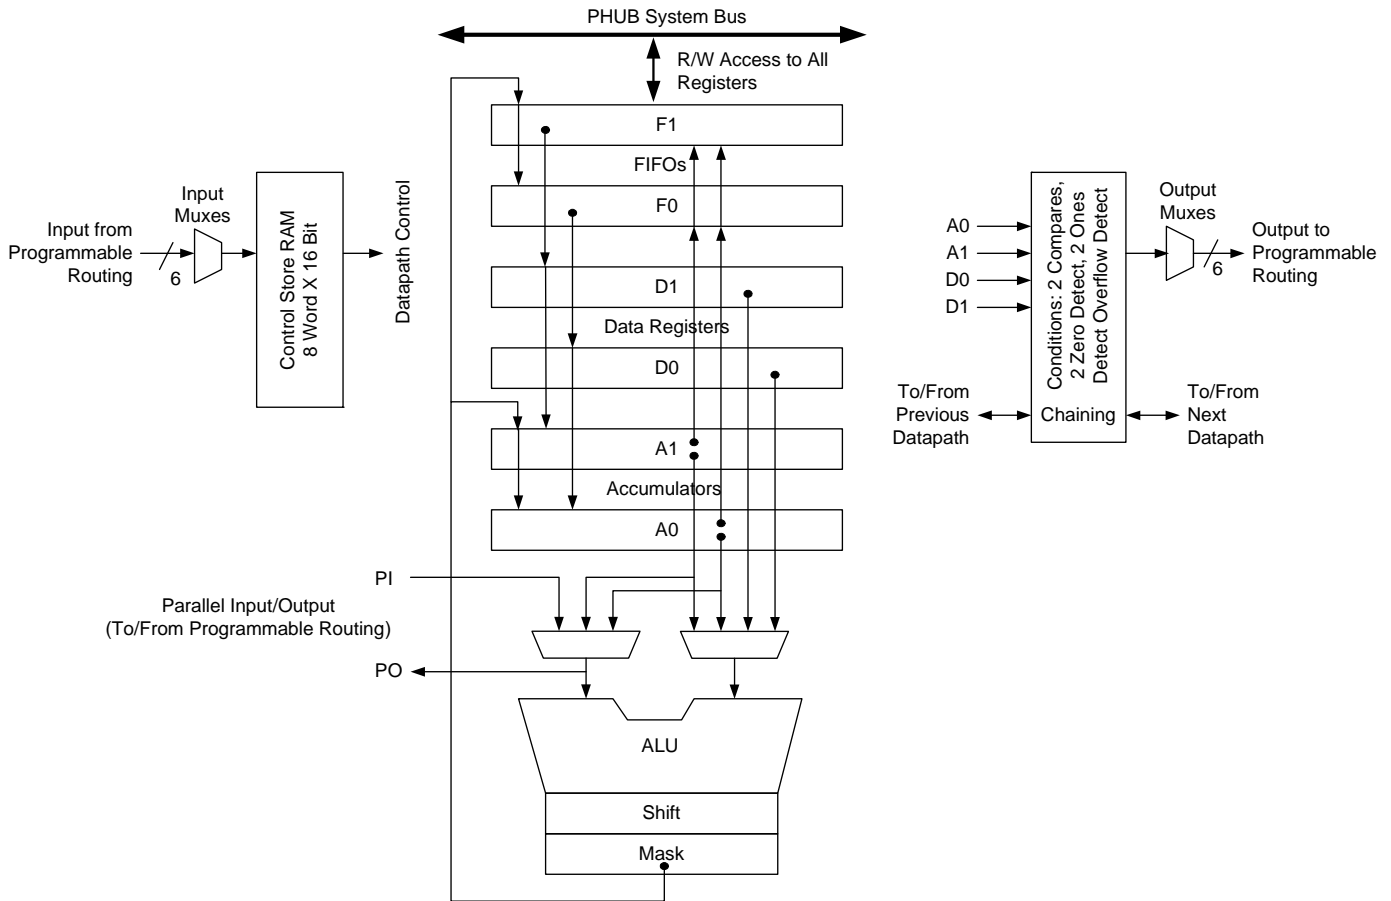 PHUB System Bus
R/W Access to All
Registers
F1
FIFOs
F0
D1
Data Registers
D0
A1
Accumulators
A0
Input from
Programmable
Routing
6
Input
Muxes
Control Store RAM
8 Word X 16 Bit
Datapath Control
A0
A1
D0
D1
Conditions: 2 Compares,
2 Zero Detect, 2 Ones
Detect Overflow Detect
Output
Muxes
6
Output to
Programmable
Routing
To/From
Previous
Datapath
Chaining
To/From
Next
Datapath
PI
Parallel Input/Output
(To/From Programmable Routing)
PO
ALU
Shift
Mask